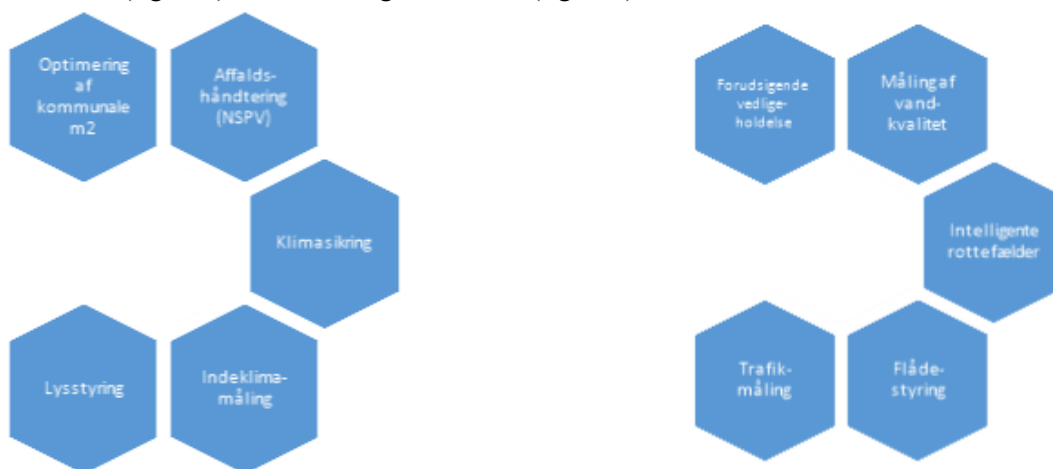 Optimering
af
kommunale
m2
Affalds-
håndtering
(NSPV)
Klimasikring
Lysstyring
Indeklima-
måling
Forudsigende
vedlige-
holdelse
Måling af
vand-
kvalitet
Intelligente
rottefælder
Trafik-
måling
Flåde-
styring